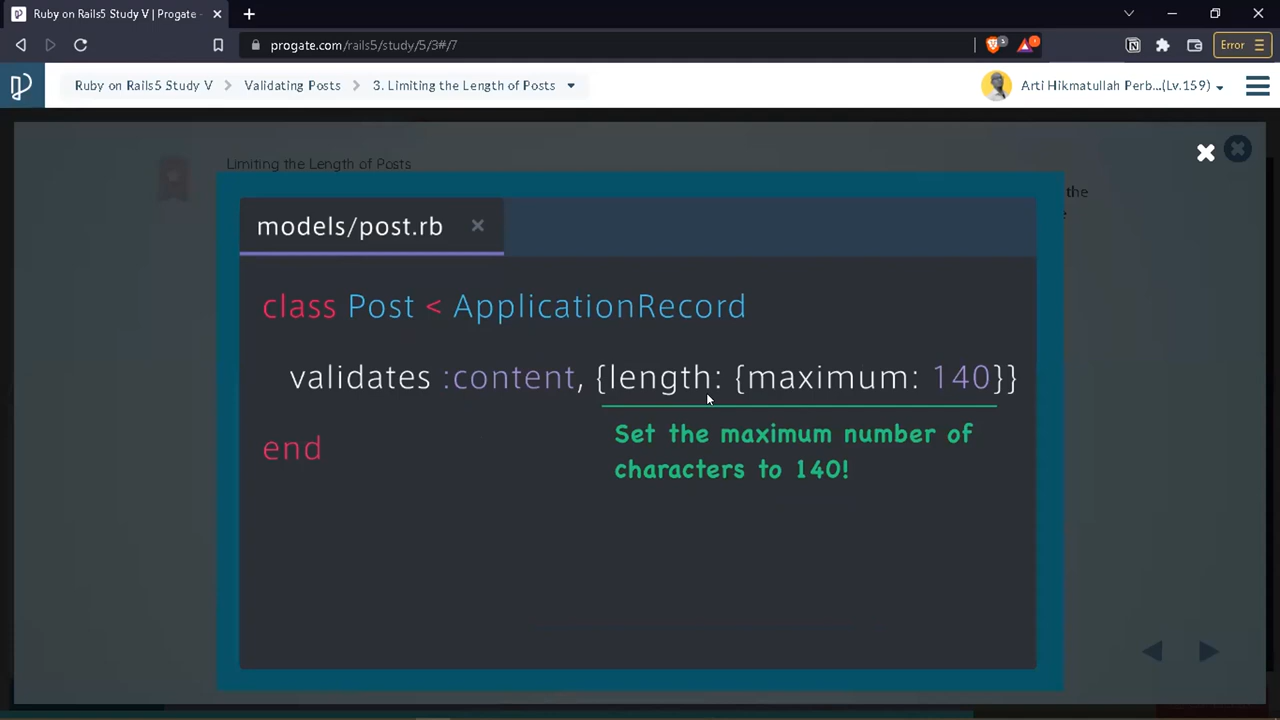 Ruby on Rails5 Study V | Progate -
progate.com/rails5/study/5/3#/7
Error
Ruby on Rails5 Study V
Validating Posts
3. Limiting the Length of Posts
Arti Hikmatullah Perb...(Lv.159)
Limiting the Length of Posts
the
models/post.rb
class Post < ApplicationRecord
validates :content, {length: {maximum: 140}}
end
Set the maximum number of
characters to 140!